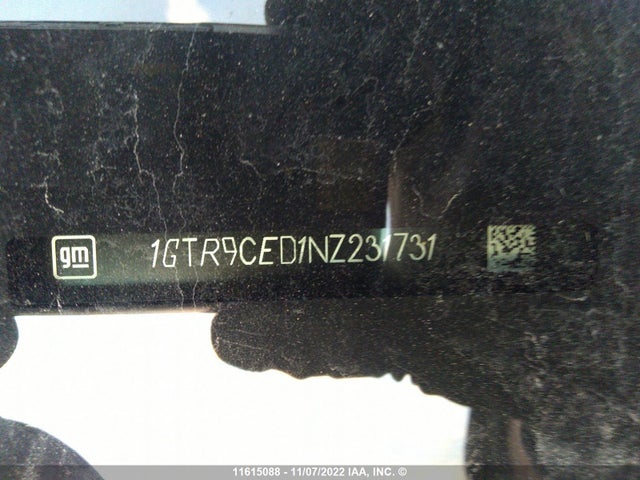 gm 1GTR9CED1NZ231731
11615088 - 11/07/2022 IAA, INC. ©